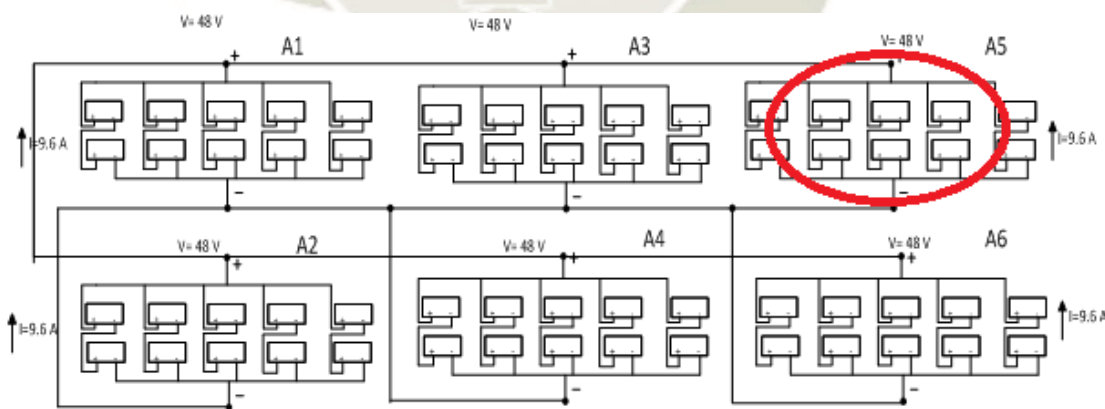 V= 48 V
V= 48 V
V= 48 V
+ A1
+ A3
+ A5
I=9.6 A
I=9.6 A
−
−
−
V= 48 V
V= 48 V
V= 48 V
+ A2
+ A4
+ A6
I=9.6 A
I=9.6 A
−
−
−